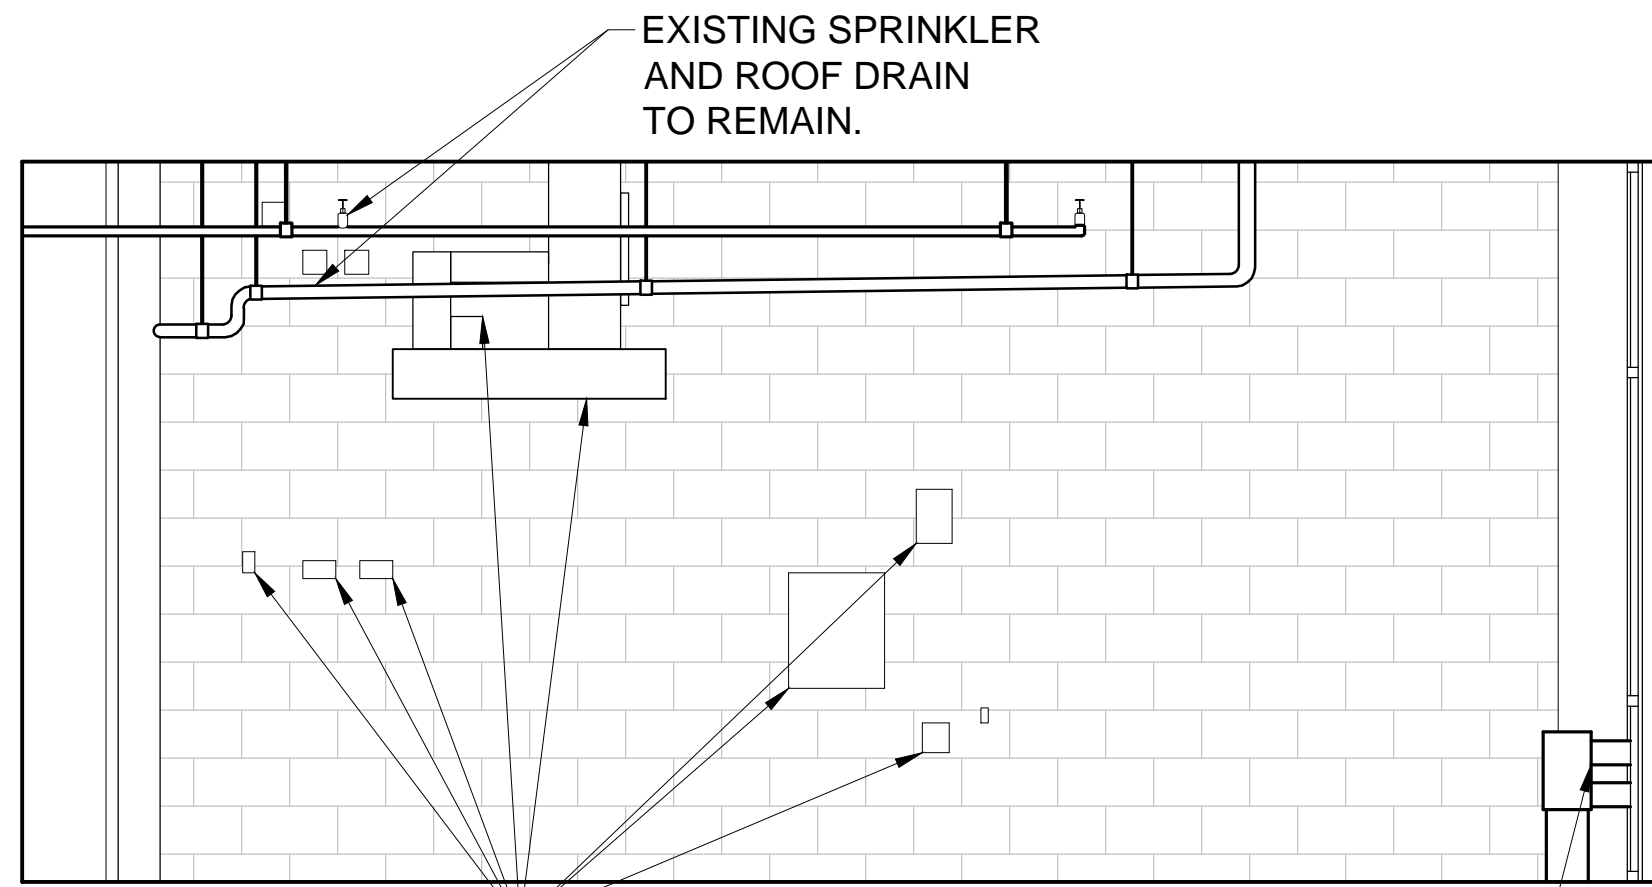 EXISTING SPRINKLER
AND ROOF DRAIN
TO REMAIN.